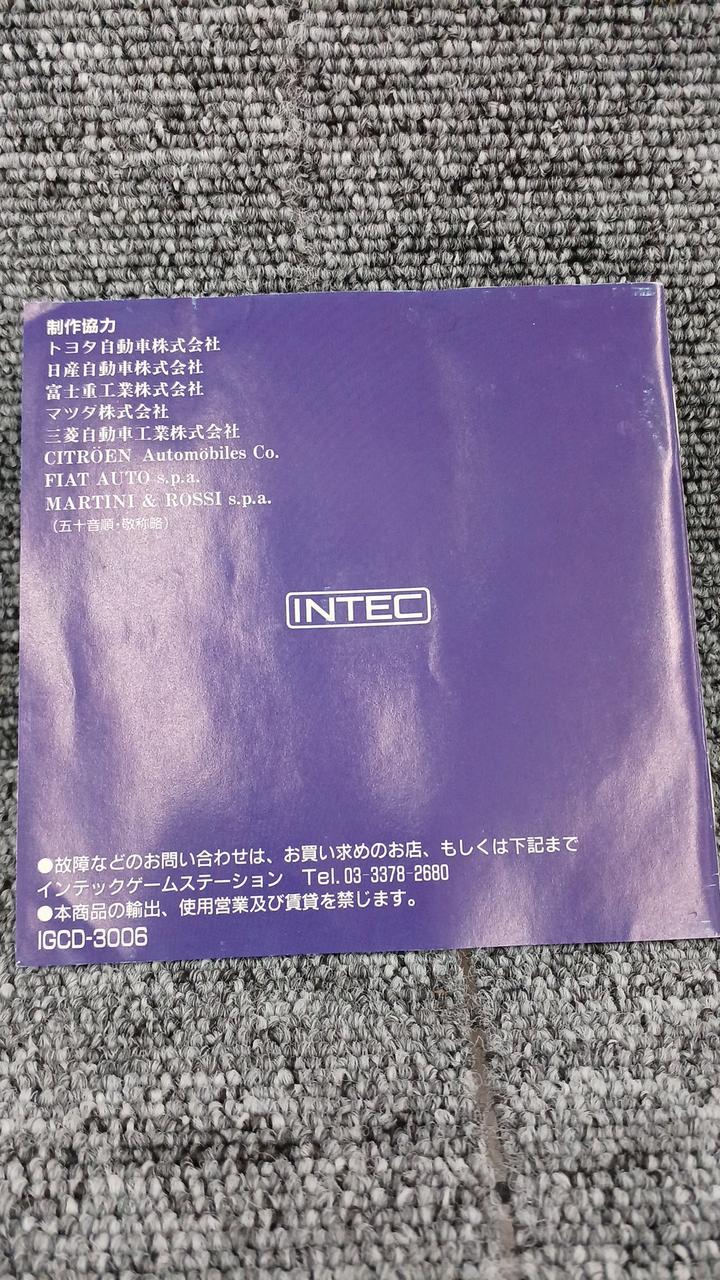 制作協力
トヨタ自動車株式会社
日産自動車株式会社
富士重工業株式会社
マツダ株式会社
三菱自動車工業株式会社
CITRÖEN Automöbiles Co.
FIAT AUTO s.p.a.
MARTINI & ROSSI s.p.a.
(五十音順・敬称略)
INTEC
●故障などのお問い合わせは、お買い求めのお店、もしくは下記まで
インテックゲームステーション Tel.03-3378-2680
●本商品の輸出、使用営業及び賃貸を禁じます。
IGCD-3006